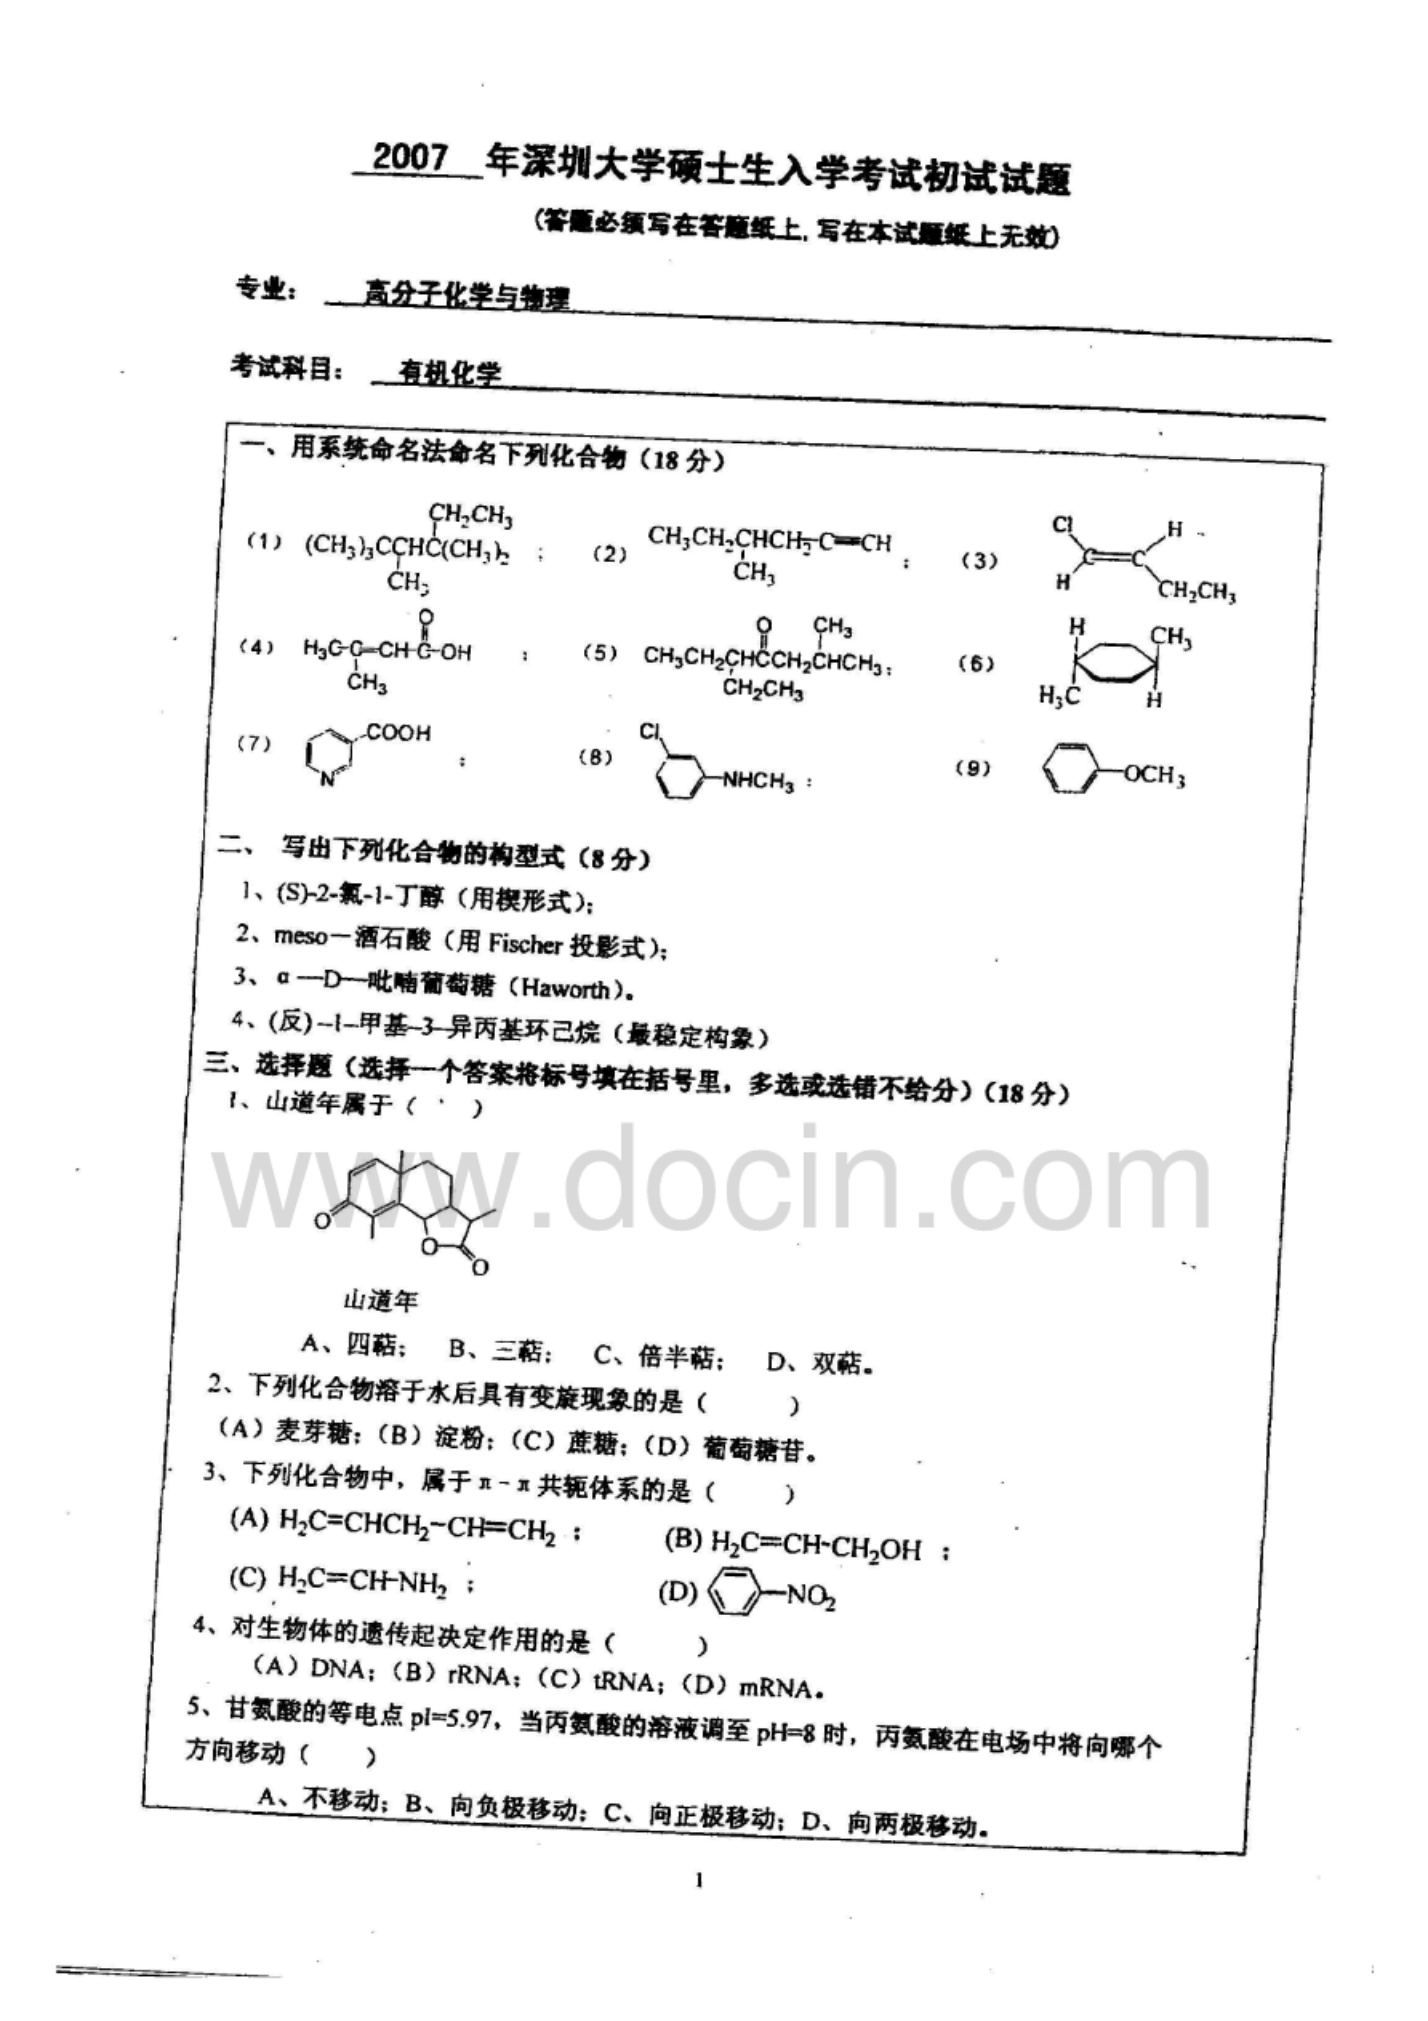 2007 年深圳大学硕士生入学考试初试试题
(答题必须写在答题纸上,写在本试题纸上无效)
专业： 高分子化学与物理
考试科目： 有机化学
一、用系统命名法命名下列化合物（18 分）
CH2CH3
（1） (CH3)3CCHC(CH3)2 ； （2） CH3CH2CHCH2-C≡CH ； （3） Cl H C=C H CH2CH3
CH3 CH3
（4） H3C-C=CH-C-OH O CH3 ； （5） CH3CH2CHCCH2CHCH3 O CH3 CH2CH3 ； （6） H CH3 H3C H
（7） COOH N ； （8） Cl NHCH3 ； （9） OCH3
二、 写出下列化合物的构型式（8 分）
1、(S)-2-氯-1-丁醇（用楔形式）；
2、meso－酒石酸（用 Fischer 投影式）；
3、 α —D—吡喃葡萄糖（Haworth）。
4、(反)－1－甲基－3－异丙基环己烷（最稳定构象）
三、选择题（选择一个答案将标号填在括号里，多选或选错不给分）（18 分）
1、山道年属于（ ）
O O O
山道年
A、四萜； B、三萜； C、倍半萜； D、双萜。
2、下列化合物溶于水后具有变旋现象的是（ ）
（A）麦芽糖；（B）淀粉；（C）蔗糖；（D）葡萄糖苷。
3、下列化合物中，属于 π－π 共轭体系的是（ ）
(A) H2C=CHCH2-CH=CH2 ； (B) H2C=CH-CH2OH ；
(C) H2C=CH-NH2 ； (D) NO2
4、对生物体的遗传起决定作用的是（ ）
（A）DNA；（B）rRNA；（C）tRNA；（D）mRNA。
5、甘氨酸的等电点 pI=5.97，当丙氨酸的溶液调至 pH=8 时，丙氨酸在电场中将向哪个
方向移动（ ）
A、不移动；B、向负极移动；C、向正极移动；D、向两极移动。
1
www.docin.com